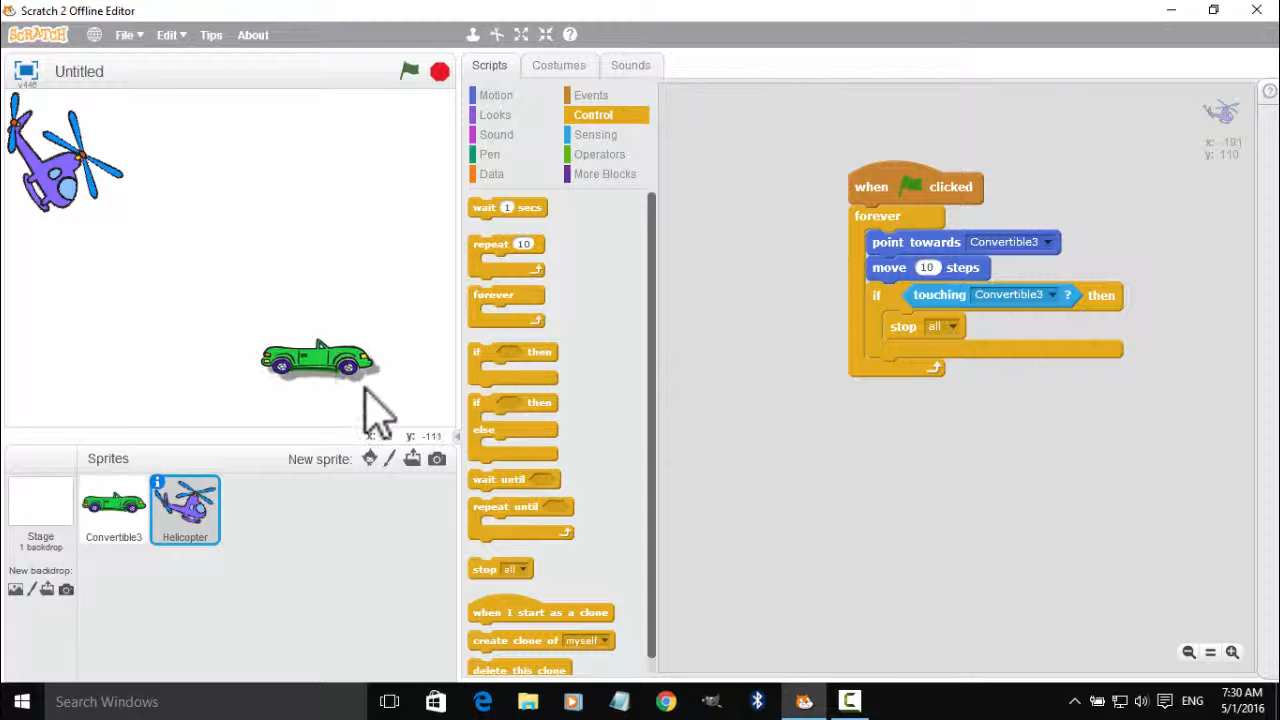 Scratch 2 Offline Editor
SCRATCH File Edit Tips About
v446 Untitled
Scripts Costumes Sounds
Motion Events
Looks Control
Sound Sensing
Pen Operators
Data More Blocks
wait 1 secs
repeat 10
forever
if then
if then
else
wait until
repeat until
stop all
when I start as a clone
create clone of myself
delete this clone
x: -191
y: 110
when clicked
forever
point towards Convertible3
move 10 steps
if touching Convertible3 ? then
stop all
x: y: -111
Sprites New sprite:
Stage
1 backdrop
Convertible3
Helicopter
New backdrop:
Search Windows
ENG
7:30 AM
5/1/2016